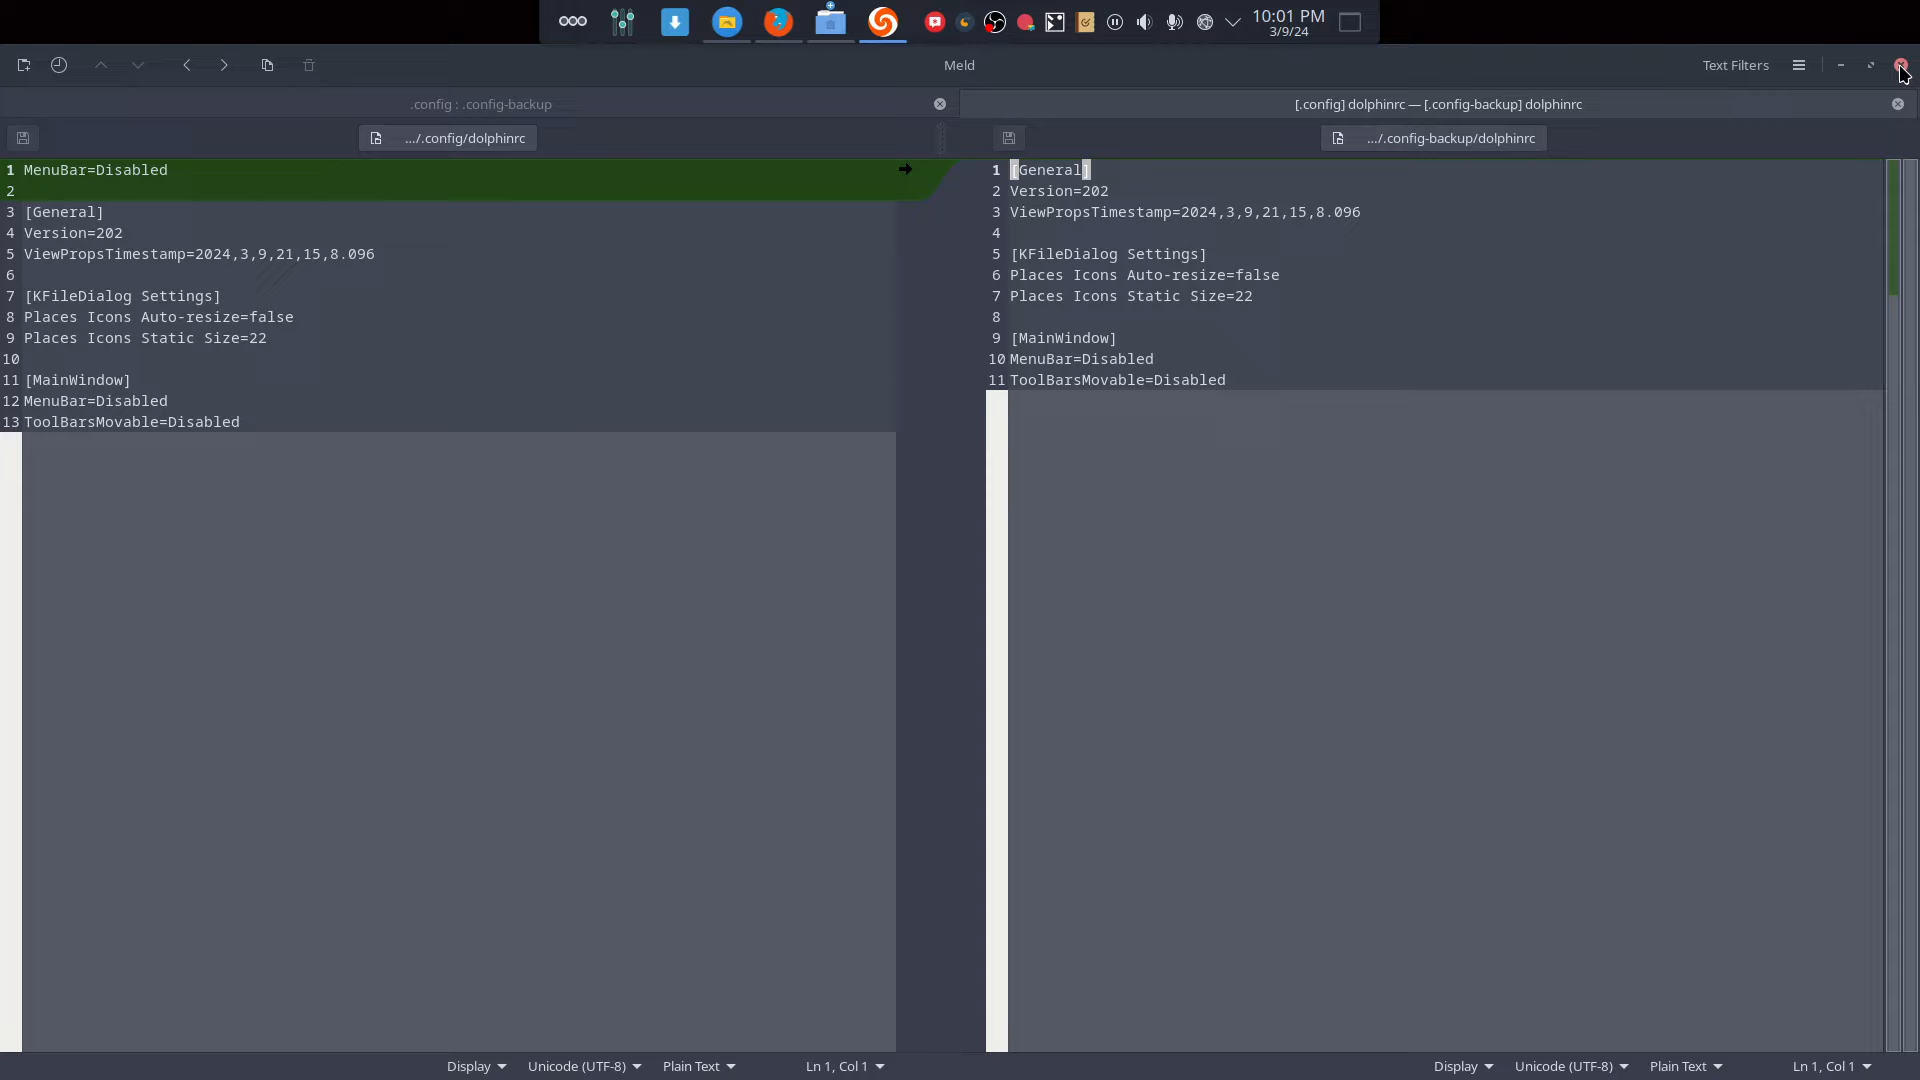 10:01 PM
3/9/24
Meld
Text Filters
.config : .config-backup
[.config] dolphinrc — [.config-backup] dolphinrc
.../.config/dolphinrc
.../.config-backup/dolphinrc
1 MenuBar=Disabled
2
3 [General]
4 Version=202
5 ViewPropsTimestamp=2024,3,9,21,15,8.096
6
7 [KFileDialog Settings]
8 Places Icons Auto-resize=false
9 Places Icons Static Size=22
10
11 [MainWindow]
12 MenuBar=Disabled
13 ToolBarsMovable=Disabled
1 [General]
2 Version=202
3 ViewPropsTimestamp=2024,3,9,21,15,8.096
4
5 [KFileDialog Settings]
6 Places Icons Auto-resize=false
7 Places Icons Static Size=22
8
9 [MainWindow]
10 MenuBar=Disabled
11 ToolBarsMovable=Disabled
Display Unicode (UTF-8) Plain Text Ln 1, Col 1
Display Unicode (UTF-8) Plain Text Ln 1, Col 1